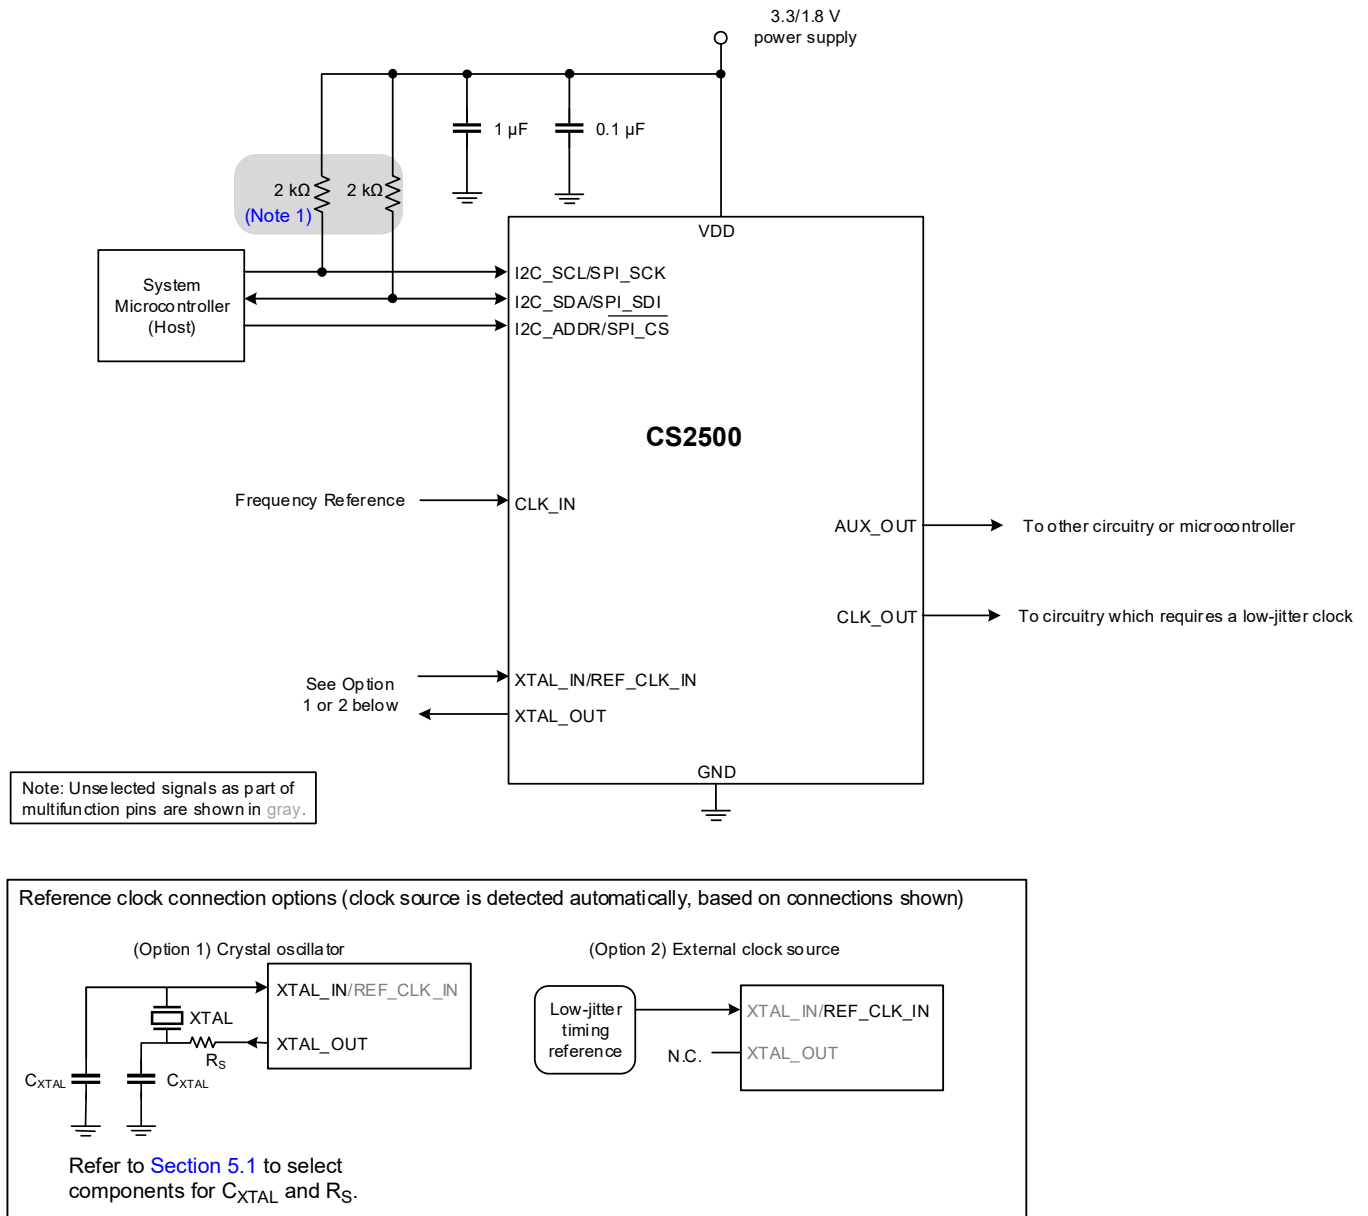 3.3/1.8 V
power supply
1 µF
0.1 µF
2 kΩ
2 kΩ
(Note 1)
VDD
System
Microcontroller
(Host)
I2C_SCL/SPI_SCK
I2C_SDA/SPI_SDI
I2C_ADDR/SPI_CS
CS2500
Frequency Reference
CLK_IN
AUX_OUT
To other circuitry or microcontroller
CLK_OUT
To circuitry which requires a low-jitter clock
See Option
1 or 2 below
XTAL_IN/REF_CLK_IN
XTAL_OUT
GND
Note: Unselected signals as part of
multifunction pins are shown in gray.
Reference clock connection options (clock source is detected automatically, based on connections shown)
(Option 1) Crystal oscillator
XTAL_IN/REF_CLK_IN
XTAL
XTAL_OUT
RS
CXTAL
CXTAL
Refer to Section 5.1 to select
components for CXTAL and RS.
(Option 2) External clock source
Low-jitter
timing
reference
XTAL_IN/REF_CLK_IN
N.C.
XTAL_OUT